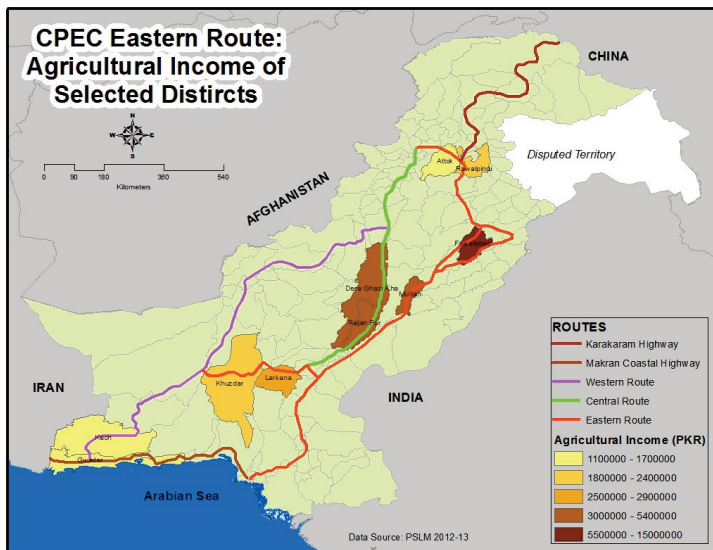 CPEC Eastern Route:
Agricultural Income of
Selected Distircts
N
W E
S
0 90 180 360 540
Kilometers
CHINA
Disputed Territory
AFGHANISTAN
Attok
Rawalpindi
Dera Ghazi Kha
Multan
Rajan Pur
Khuzdar
Larkana
IRAN
INDIA
Kech
Gwadar
Arabian Sea
ROUTES
Karakaram Highway
Makran Coastal Highway
Western Route
Central Route
Eastern Route
Agricultural Income (PKR)
1100000 - 1700000
1800000 - 2400000
2500000 - 2900000
3000000 - 5400000
5500000 - 15000000
Data Source: PSLM 2012-13